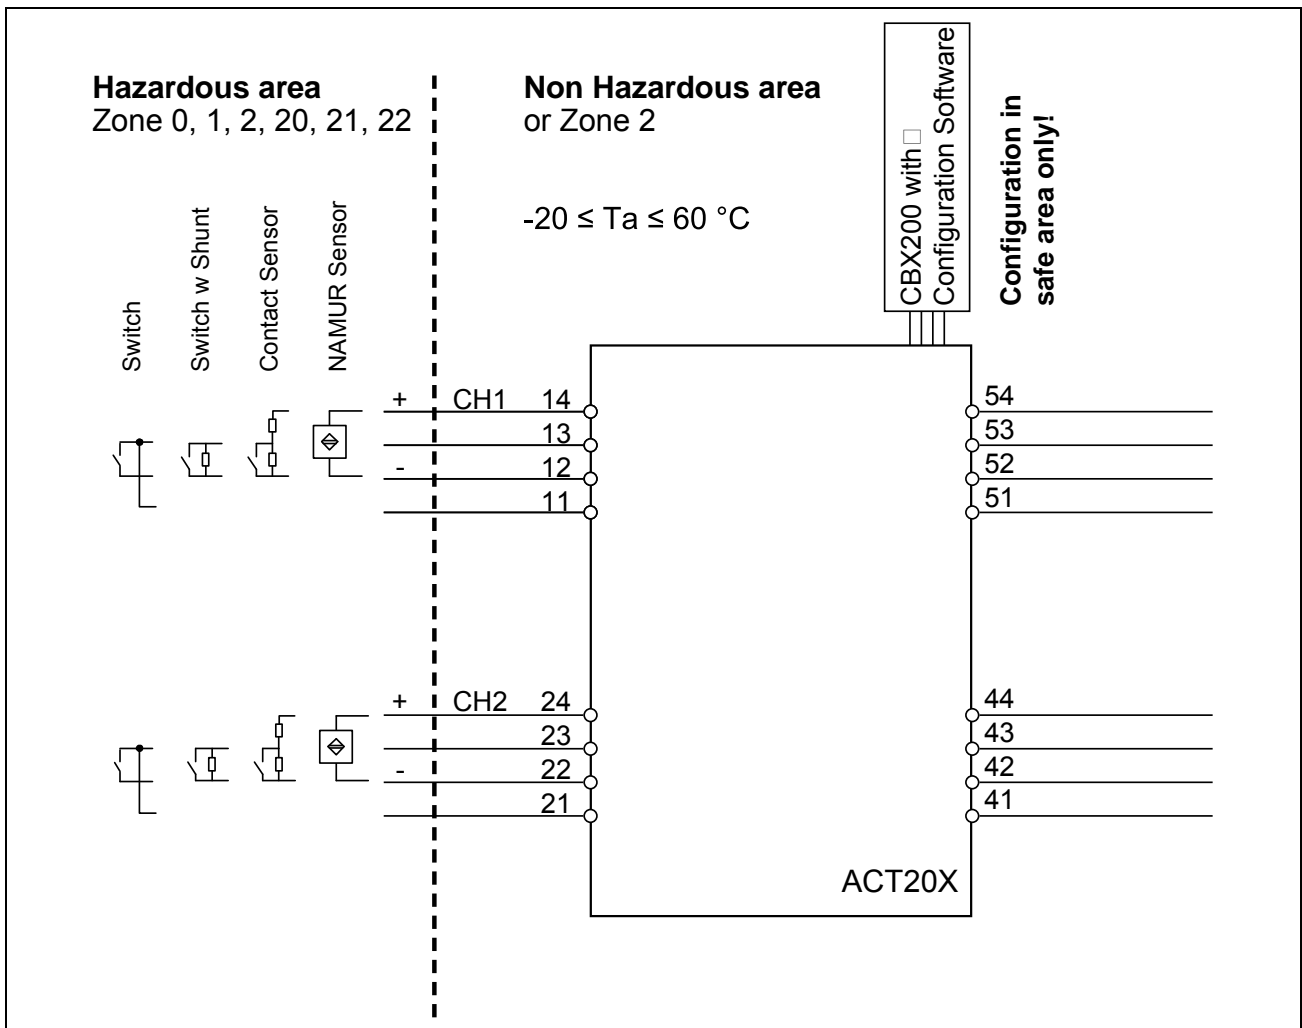 Hazardous area
Zone 0, 1, 2, 20, 21, 22
Non Hazardous area
or Zone 2
-20 ≤ Ta ≤ 60 °C
CBX200 with□
Configuration Software
Configuration in
safe area only!
Switch
Switch w Shunt
Contact Sensor
NAMUR Sensor
+ CH1 14
13
- 12
11
54
53
52
51
+ CH2 24
23
- 22
21
44
43
42
41
ACT20X